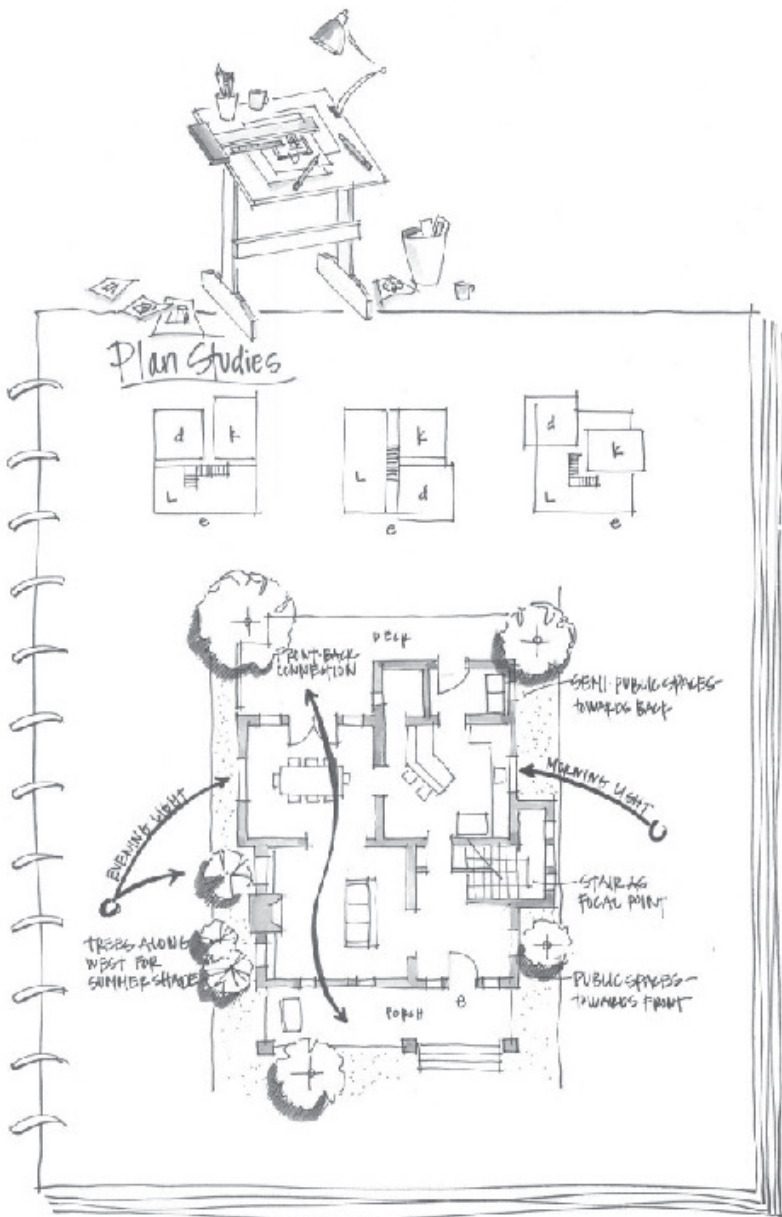 Plan Studies
d
k
L
e
L
k
d
e
d
k
L
e
DECK
FRONT-BACK
CONNECTION
SEMI-PUBLIC SPACES-
TOWARDS BACK
EVENING LIGHT
MORNING LIGHT
STAIR AS
FOCAL POINT
TREES ALONG
WEST FOR
SUMMER SHADE
PUBLIC SPACES-
TOWARDS FRONT
e
PORCH